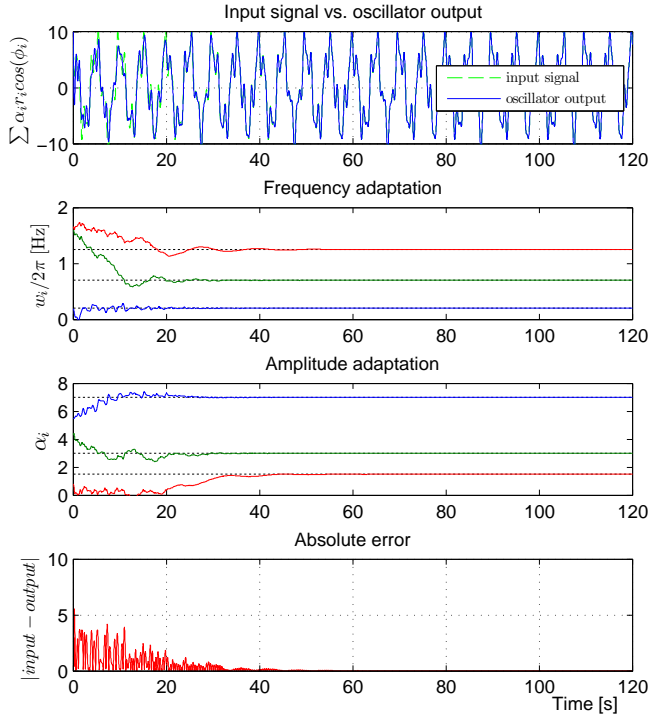 Input signal vs. oscillator output
∑ αᵢrᵢcos(ϕᵢ)
10
0
−10
input signal
oscillator output
0 20 40 60 80 100 120
Frequency adaptation
wᵢ/2π [Hz]
2
1
0
0 20 40 60 80 100 120
Amplitude adaptation
αᵢ
8
6
4
2
0
0 20 40 60 80 100 120
Absolute error
|input − output|
10
5
0
0 20 40 60 80 100 120
Time [s]